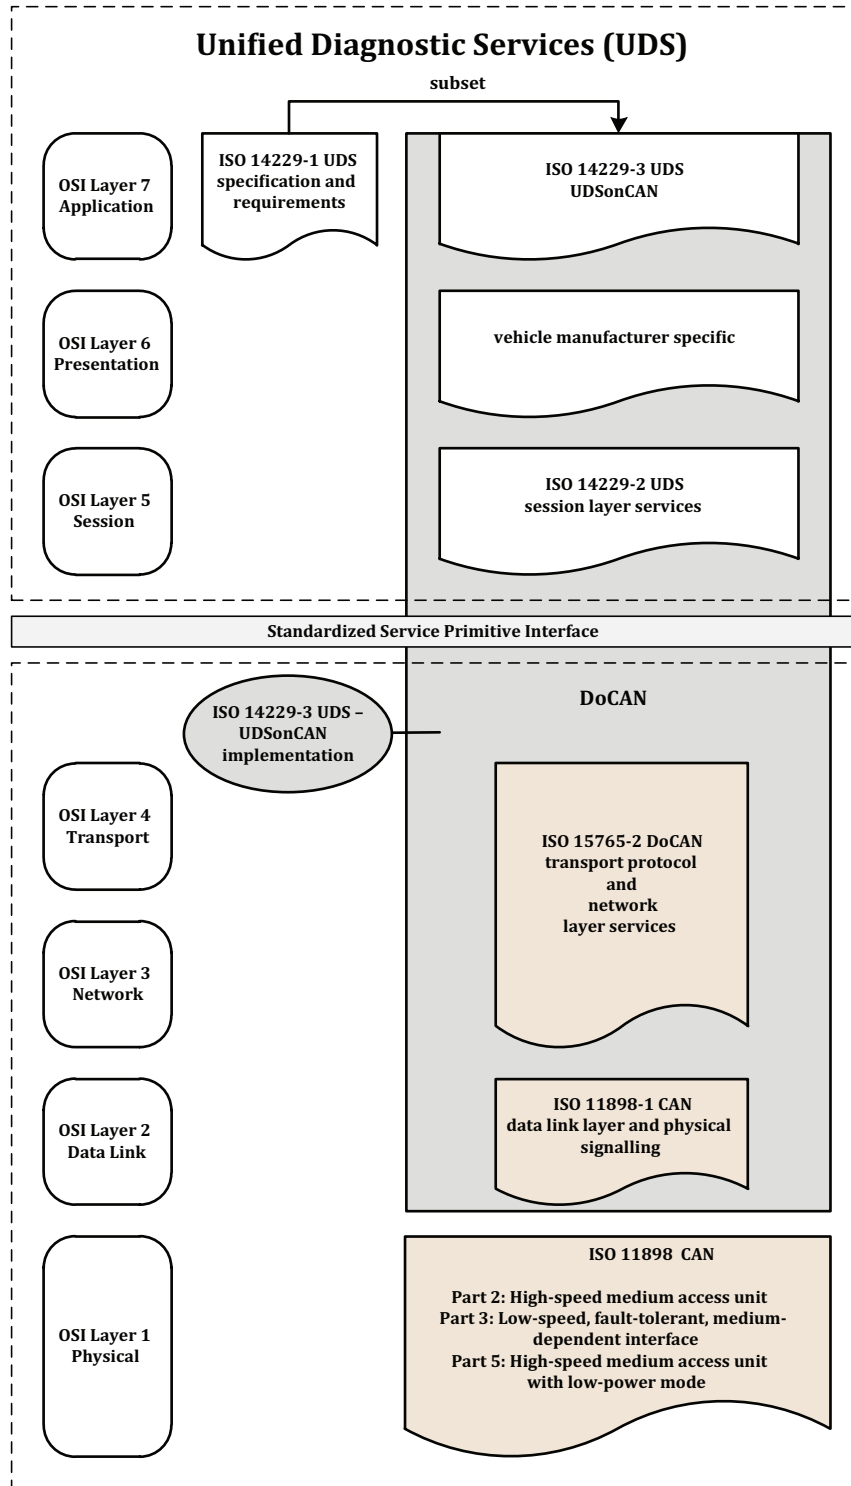 Unified Diagnostic Services (UDS)
subset
OSI Layer 7
Application
ISO 14229-1 UDS
specification and
requirements
ISO 14229-3 UDS
UDSonCAN
OSI Layer 6
Presentation
vehicle manufacturer specific
OSI Layer 5
Session
ISO 14229-2 UDS
session layer services
Standardized Service Primitive Interface
DoCAN
ISO 14229-3 UDS –
UDSonCAN
implementation
OSI Layer 4
Transport
ISO 15765-2 DoCAN
transport protocol
and
network
layer services
OSI Layer 3
Network
OSI Layer 2
Data Link
ISO 11898-1 CAN
data link layer and physical
signalling
OSI Layer 1
Physical
ISO 11898 CAN
Part 2: High-speed medium access unit
Part 3: Low-speed, fault-tolerant, medium-
dependent interface
Part 5: High-speed medium access unit
with low-power mode